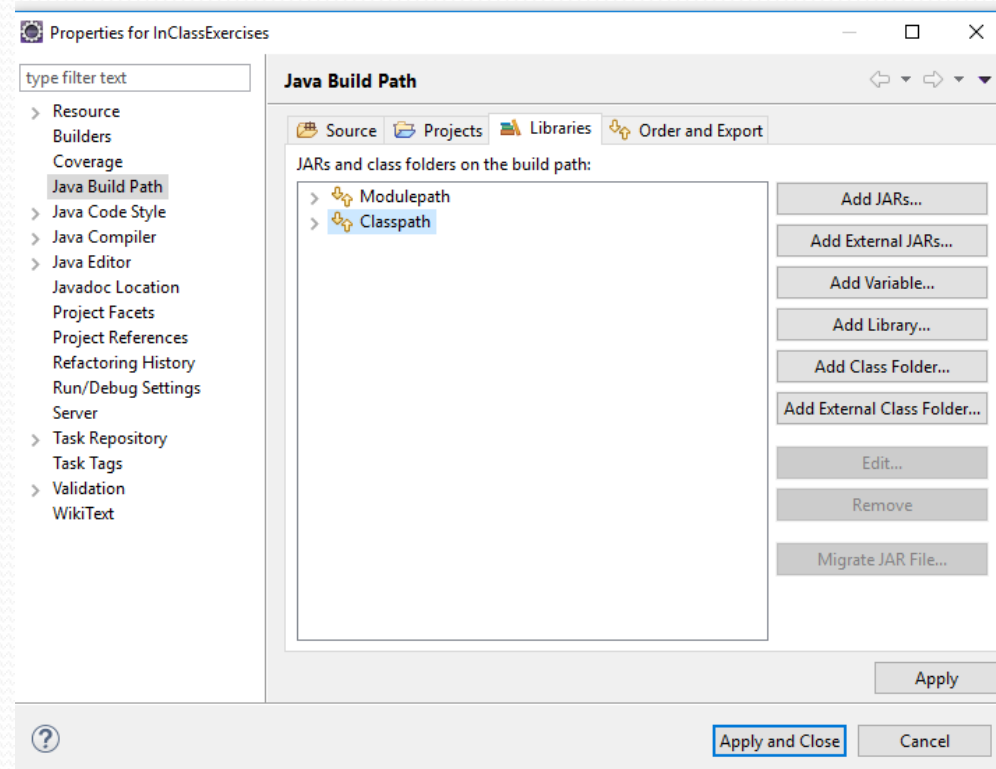 Properties for InClassExercises
type filter text
Resource
Builders
Coverage
Java Build Path
Java Code Style
Java Compiler
Java Editor
Javadoc Location
Project Facets
Project References
Refactoring History
Run/Debug Settings
Server
Task Repository
Task Tags
Validation
WikiText
Java Build Path
Source Projects Libraries Order and Export
JARs and class folders on the build path:
Modulepath
Classpath
Add JARs...
Add External JARs...
Add Variable...
Add Library...
Add Class Folder...
Add External Class Folder...
Edit...
Remove
Migrate JAR File...
Apply
? Apply and Close Cancel